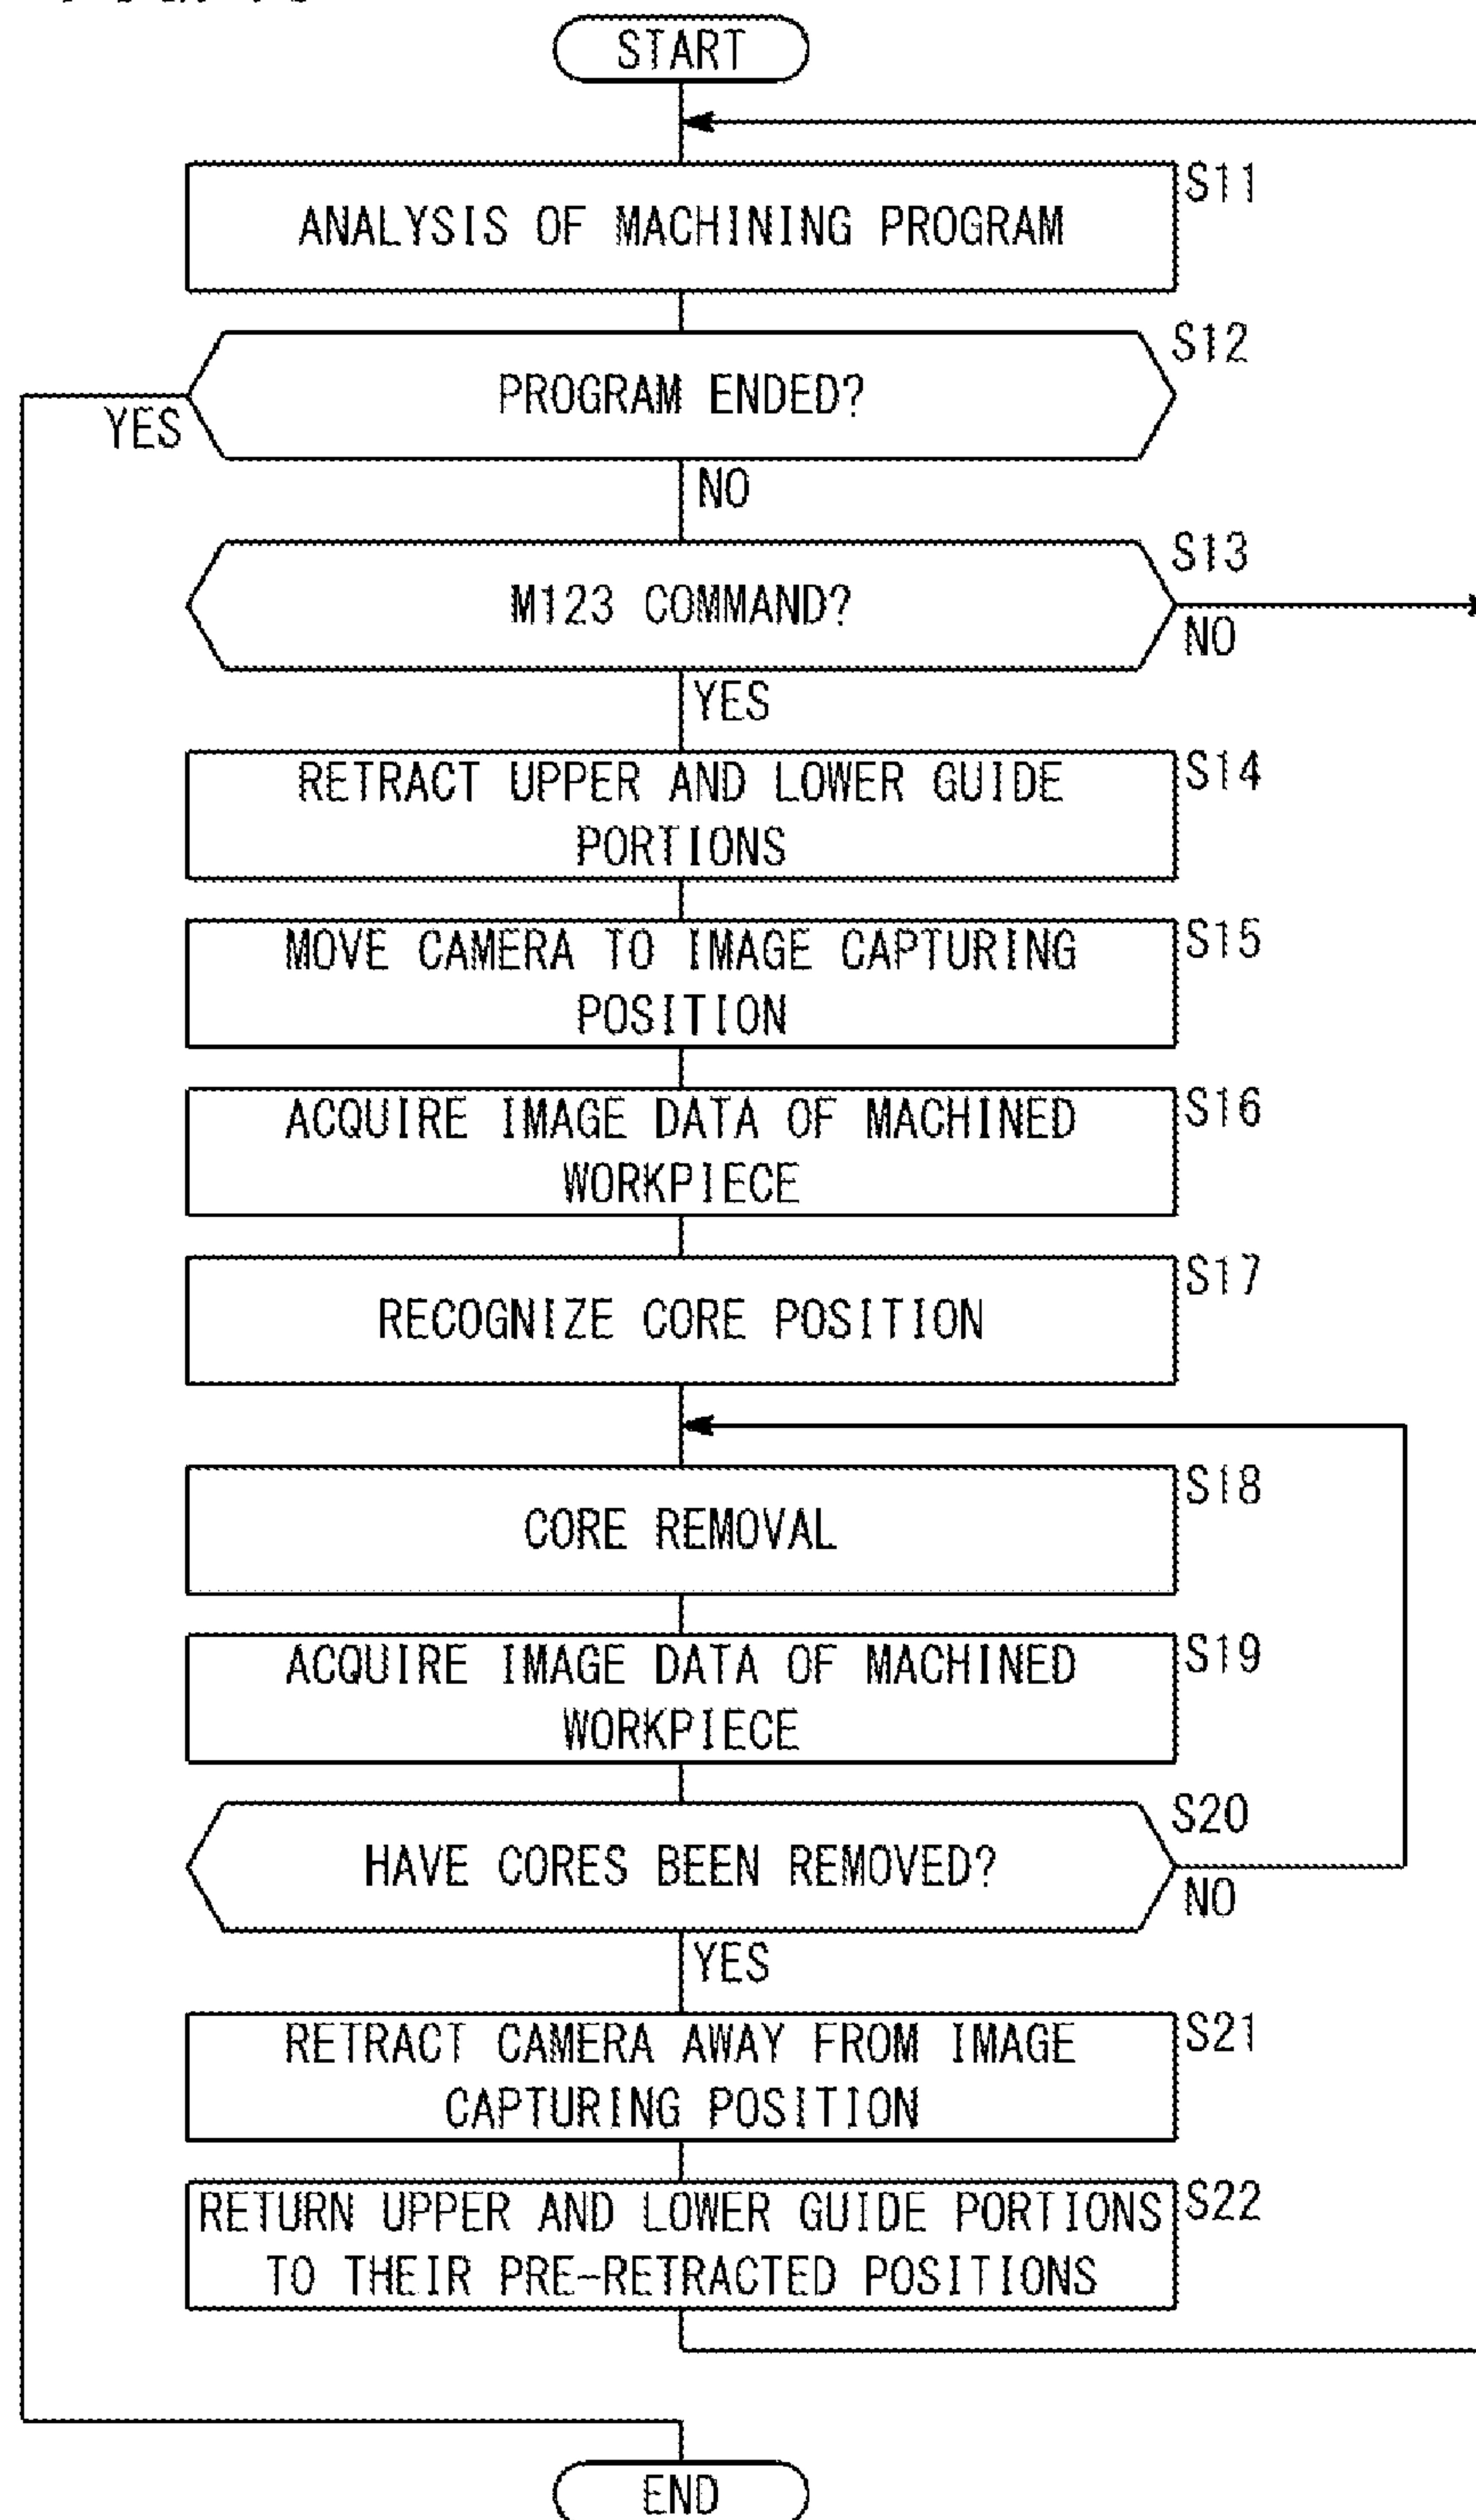 START
S11
ANALYSIS OF MACHINING PROGRAM
S12
PROGRAM ENDED?
YES
NO
S13
M123 COMMAND?
NO
YES
S14
RETRACT UPPER AND LOWER GUIDE
PORTIONS
S15
MOVE CAMERA TO IMAGE CAPTURING
POSITION
S16
ACQUIRE IMAGE DATA OF MACHINED
WORKPIECE
S17
RECOGNIZE CORE POSITION
S18
CORE REMOVAL
S19
ACQUIRE IMAGE DATA OF MACHINED
WORKPIECE
S20
HAVE CORES BEEN REMOVED?
NO
YES
S21
RETRACT CAMERA AWAY FROM IMAGE
CAPTURING POSITION
S22
RETURN UPPER AND LOWER GUIDE PORTIONS
TO THEIR PRE-RETRACTED POSITIONS
END